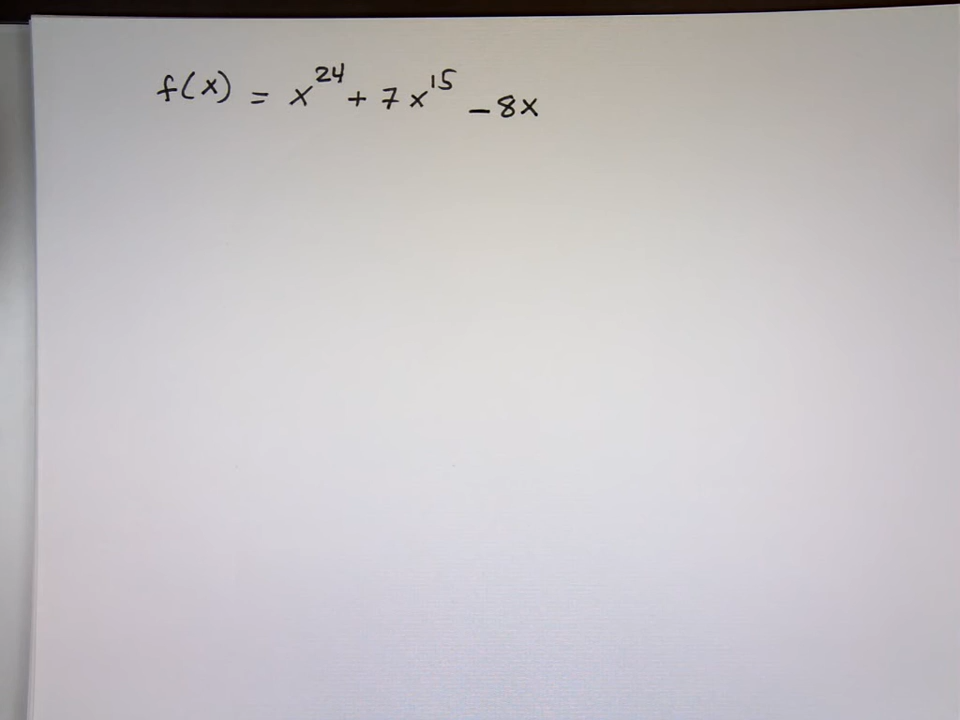 f(x) = x^24 + 7x^15 - 8x